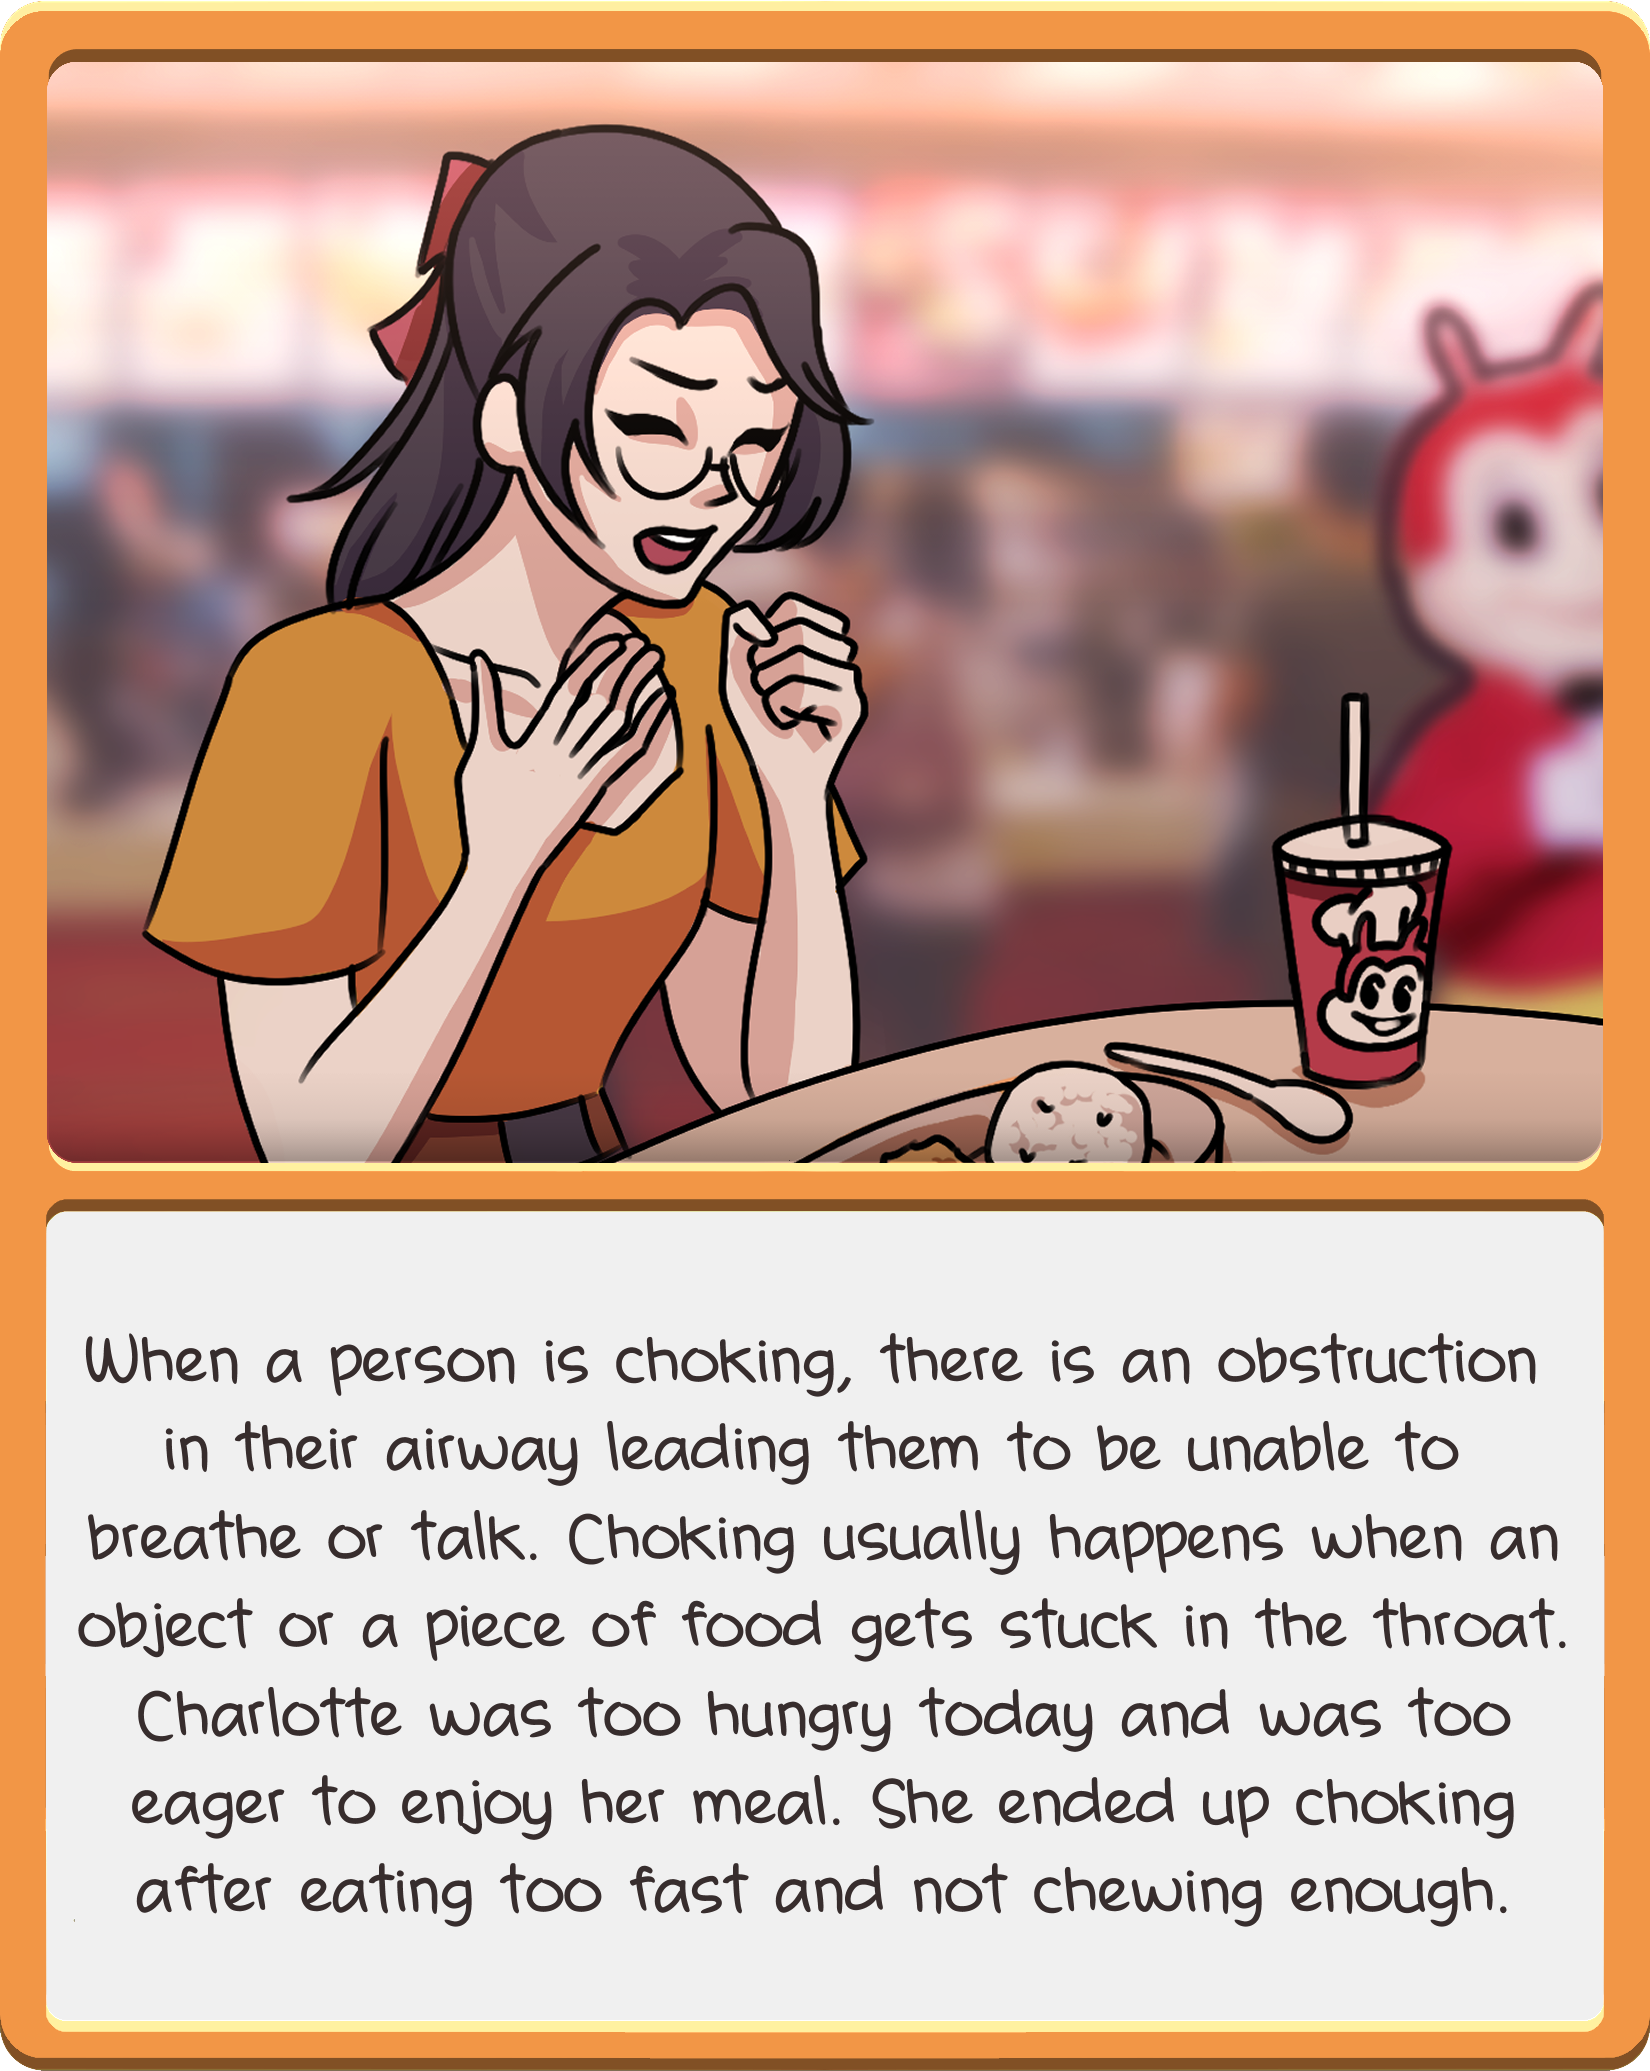 When a person is choking, there is an obstruction
in their airway leading them to be unable to
breathe or talk. Choking usually happens when an
object or a piece of food gets stuck in the throat.
Charlotte was too hungry today and was too
eager to enjoy her meal. She ended up choking
after eating too fast and not chewing enough.